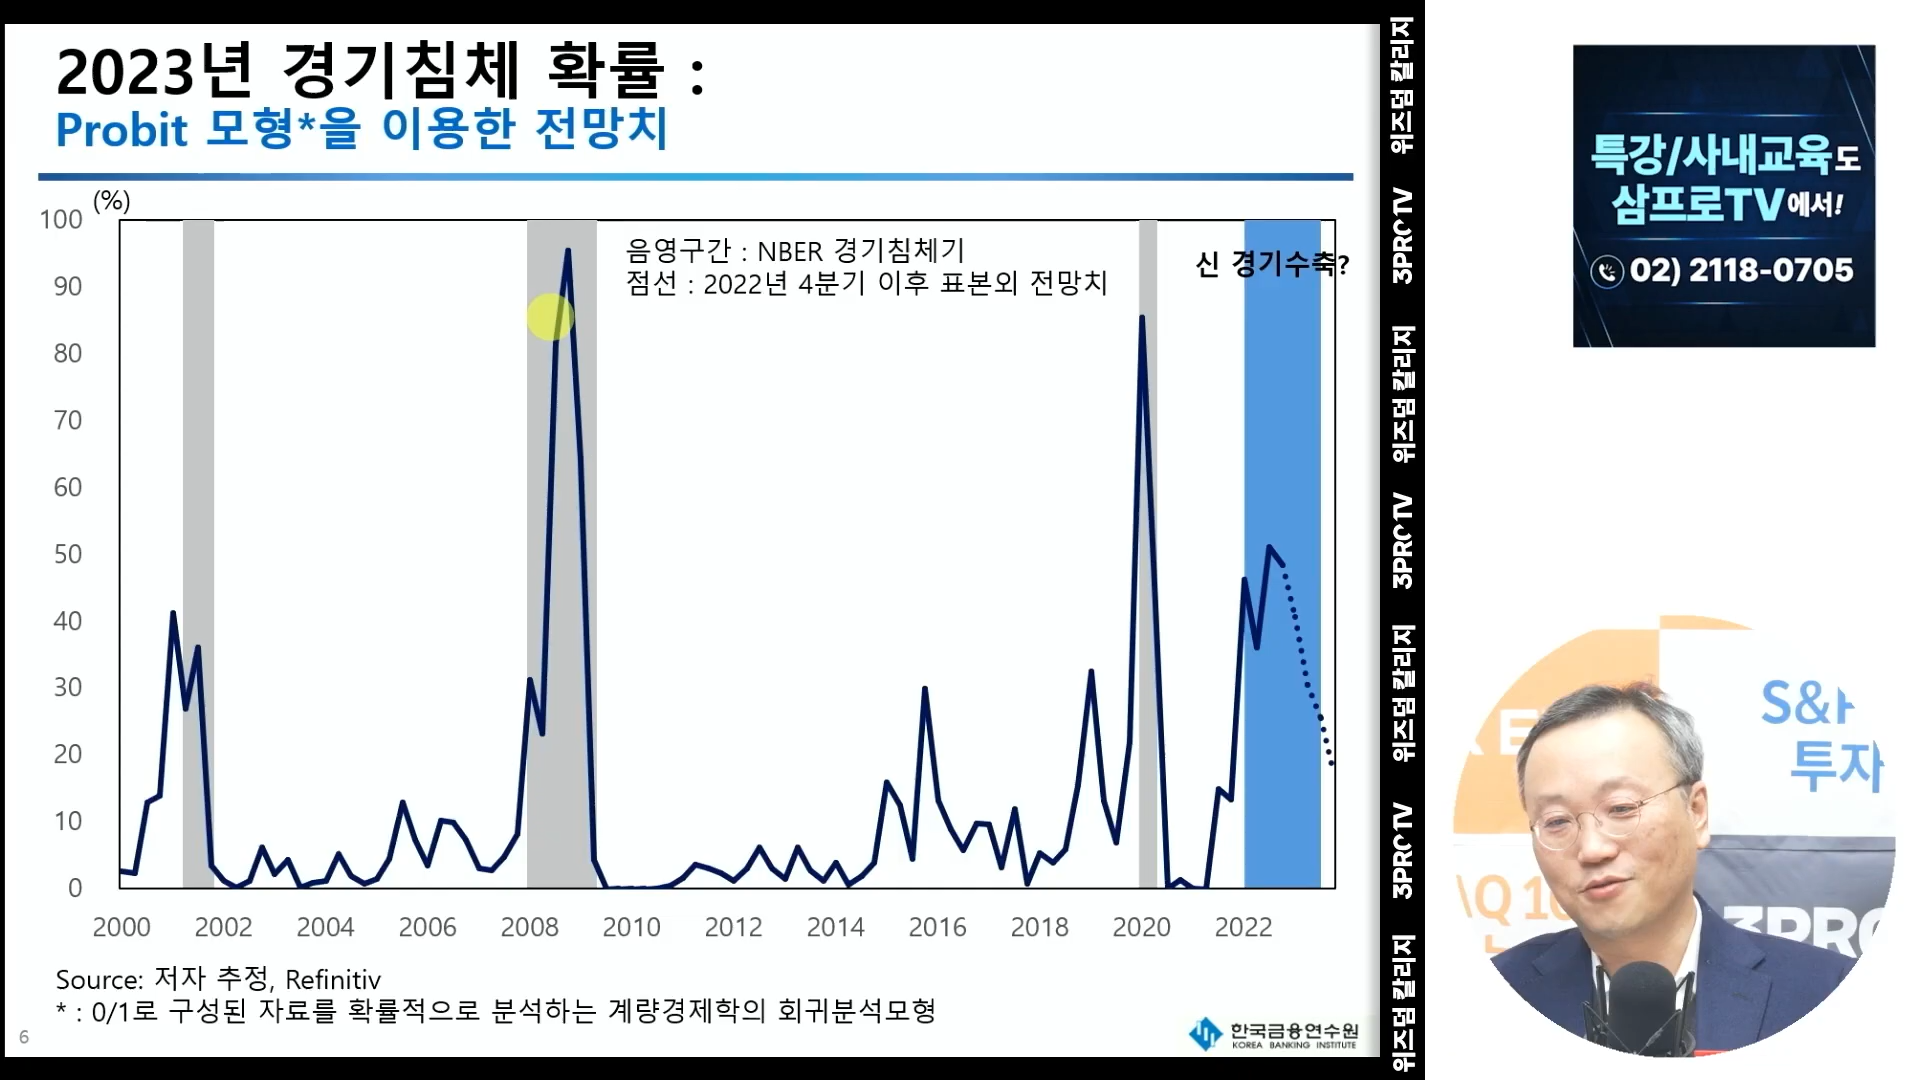 2023년 경기침체 확률 :
Probit 모형*을 이용한 전망치
(%)
100
90
80
70
60
50
40
30
20
10
0
음영구간 : NBER 경기침체기
점선 : 2022년 4분기 이후 표본외 전망치
신 경기수축?
2000 2002 2004 2006 2008 2010 2012 2014 2016 2018 2020 2022
Source: 저자 추정, Refinitiv
* : 0/1로 구성된 자료를 확률적으로 분석하는 계량경제학의 회귀분석모형
6
한국금융연수원
KOREA BANKING INSTITUTE
위즈덤 칼리지
3PROTV
위즈덤 칼리지
3PROTV
위즈덤 칼리지
3PROTV
위즈덤 칼리지
특강/사내교육도
삼프로TV에서!
02) 2118-0705
투자
3PRO